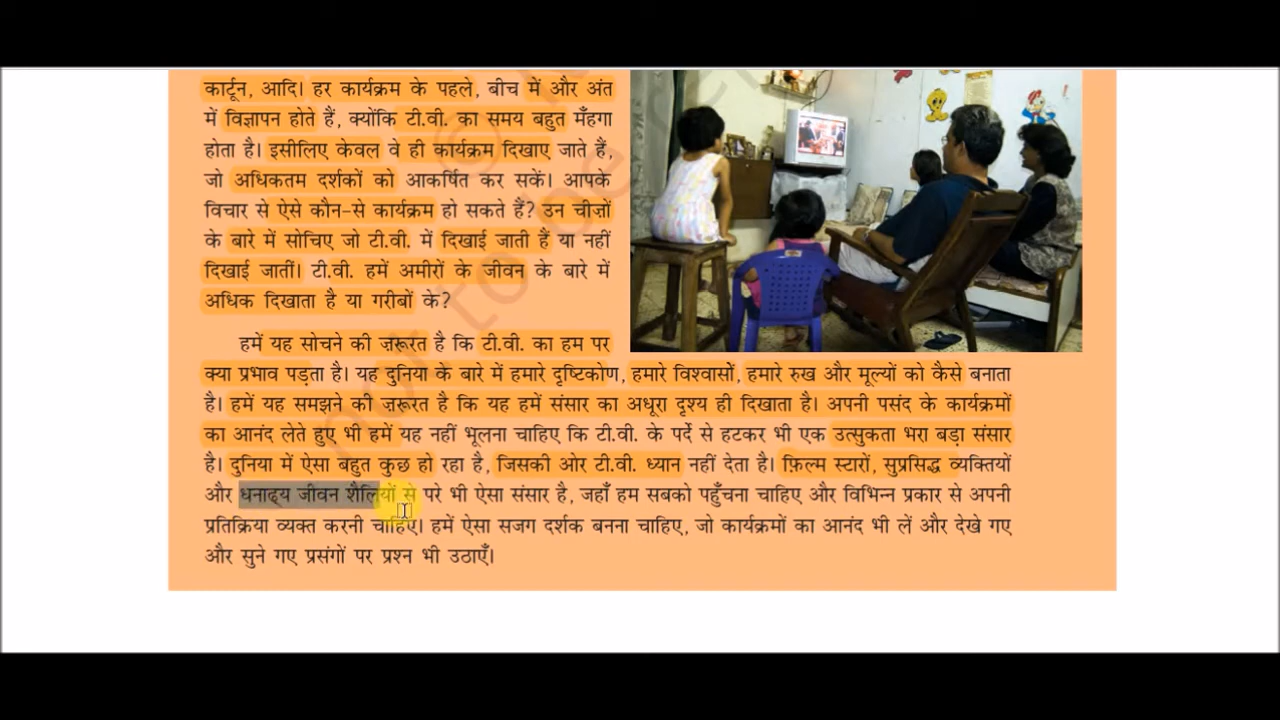 कार्टून, आदि। हर कार्यक्रम के पहले, बीच में और अंत
में विज्ञापन होते हैं, क्योंकि टी.वी. का समय बहुत मँहगा
होता है। इसीलिए केवल वे ही कार्यक्रम दिखाए जाते हैं,
जो अधिकतम दर्शकों को आकर्षित कर सकें। आपके
विचार से ऐसे कौन-से कार्यक्रम हो सकते हैं? उन चीज़ों
के बारे में सोचिए जो टी.वी. में दिखाई जाती हैं या नहीं
दिखाई जातीं। टी.वी. हमें अमीरों के जीवन के बारे में
अधिक दिखाता है या गरीबों के?
हमें यह सोचने की ज़रूरत है कि टी.वी. का हम पर
क्या प्रभाव पड़ता है। यह दुनिया के बारे में हमारे दृष्टिकोण, हमारे विश्वासों, हमारे रुख और मूल्यों को कैसे बनाता
है। हमें यह समझने की ज़रूरत है कि यह हमें संसार का अधूरा दृश्य ही दिखाता है। अपनी पसंद के कार्यक्रमों
का आनंद लेते हुए भी हमें यह नहीं भूलना चाहिए कि टी.वी. के पर्दे से हटकर भी एक उत्सुकता भरा बड़ा संसार
है। दुनिया में ऐसा बहुत कुछ हो रहा है, जिसकी ओर टी.वी. ध्यान नहीं देता है। फ़िल्म स्टारों, सुप्रसिद्ध व्यक्तियों
और धनाढ्य जीवन शैलियों से परे भी ऐसा संसार है, जहाँ हम सबको पहुँचना चाहिए और विभिन्न प्रकार से अपनी
प्रतिक्रिया व्यक्त करनी चाहिए। हमें ऐसा सजग दर्शक बनना चाहिए, जो कार्यक्रमों का आनंद भी लें और देखे गए
और सुने गए प्रसंगों पर प्रश्न भी उठाएँ।